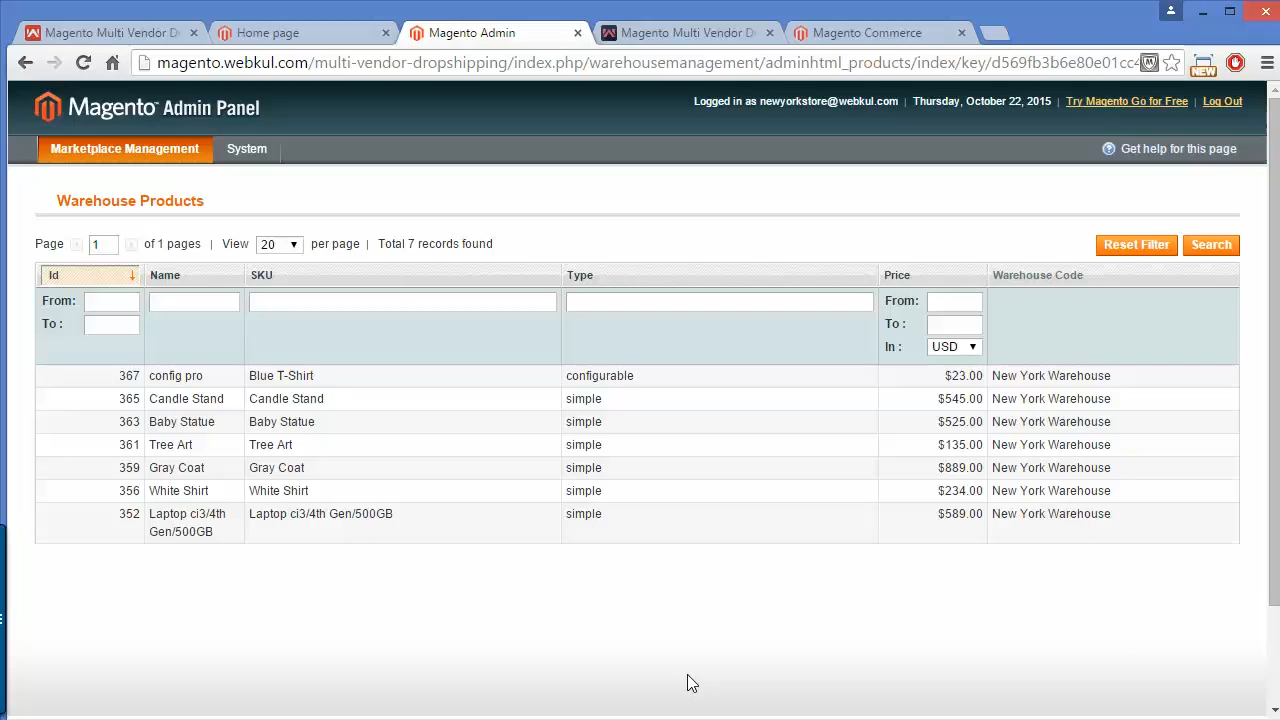 Magento Multi Vendor D
Home page
Magento Admin
Magento Multi Vendor D
Magento Commerce
magento.webkul.com/multi-vendor-dropshipping/index.php/warehousemanagement/adminhtml_products/index/key/d569fb3b6e80e01cc4
NEW
Magento Admin Panel
Logged in as newyorkstore@webkul.com | Thursday, October 22, 2015 | Try Magento Go for Free | Log Out
Marketplace Management System
Get help for this page
Warehouse Products
Page 1 of 1 pages | View 20 per page | Total 7 records found
Reset Filter Search
Id Name SKU Type Price Warehouse Code
From: From:
To : To :
In : USD
367 config pro Blue T-Shirt configurable $23.00 New York Warehouse
365 Candle Stand Candle Stand simple $545.00 New York Warehouse
363 Baby Statue Baby Statue simple $525.00 New York Warehouse
361 Tree Art Tree Art simple $135.00 New York Warehouse
359 Gray Coat Gray Coat simple $889.00 New York Warehouse
356 White Shirt White Shirt simple $234.00 New York Warehouse
352 Laptop ci3/4th Laptop ci3/4th Gen/500GB simple $589.00 New York Warehouse
Gen/500GB